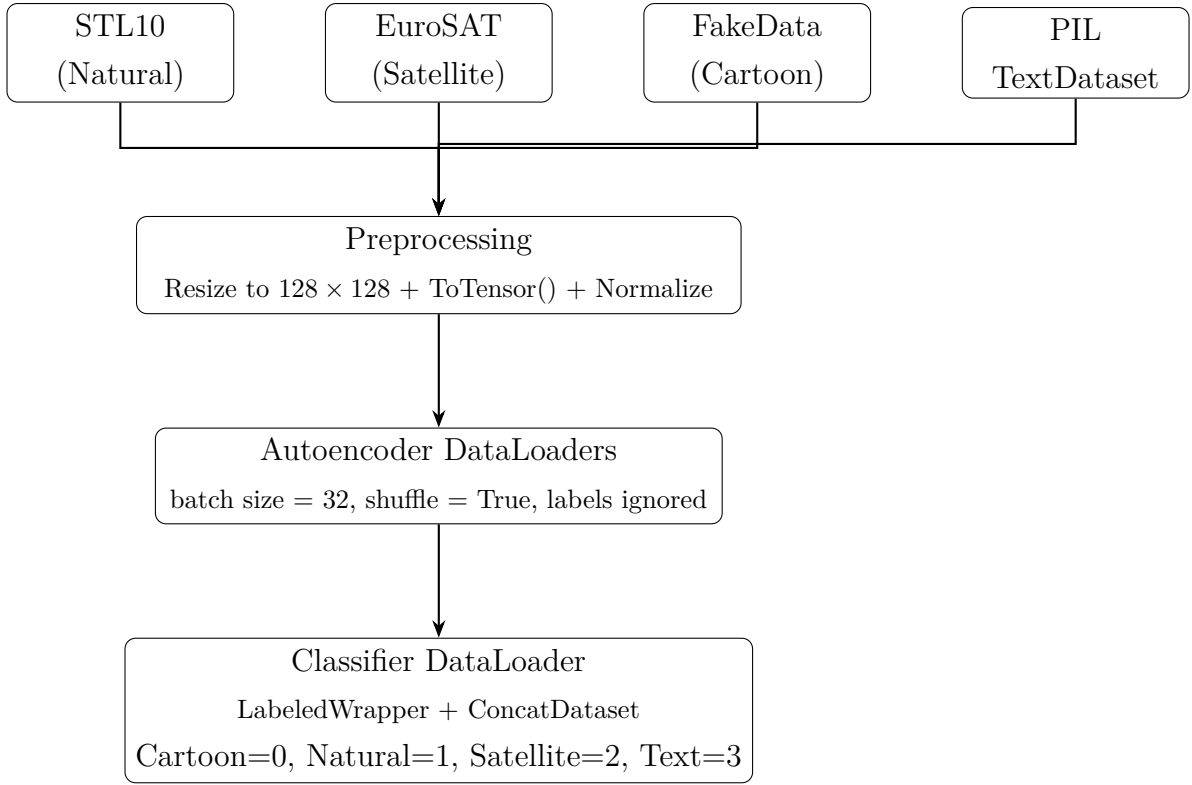 STL10
(Natural)
EuroSAT
(Satellite)
FakeData
(Cartoon)
PIL
TextDataset
Preprocessing
Resize to 128 × 128 + ToTensor() + Normalize
Autoencoder DataLoaders
batch size = 32, shuffle = True, labels ignored
Classifier DataLoader
LabeledWrapper + ConcatDataset
Cartoon=0, Natural=1, Satellite=2, Text=3